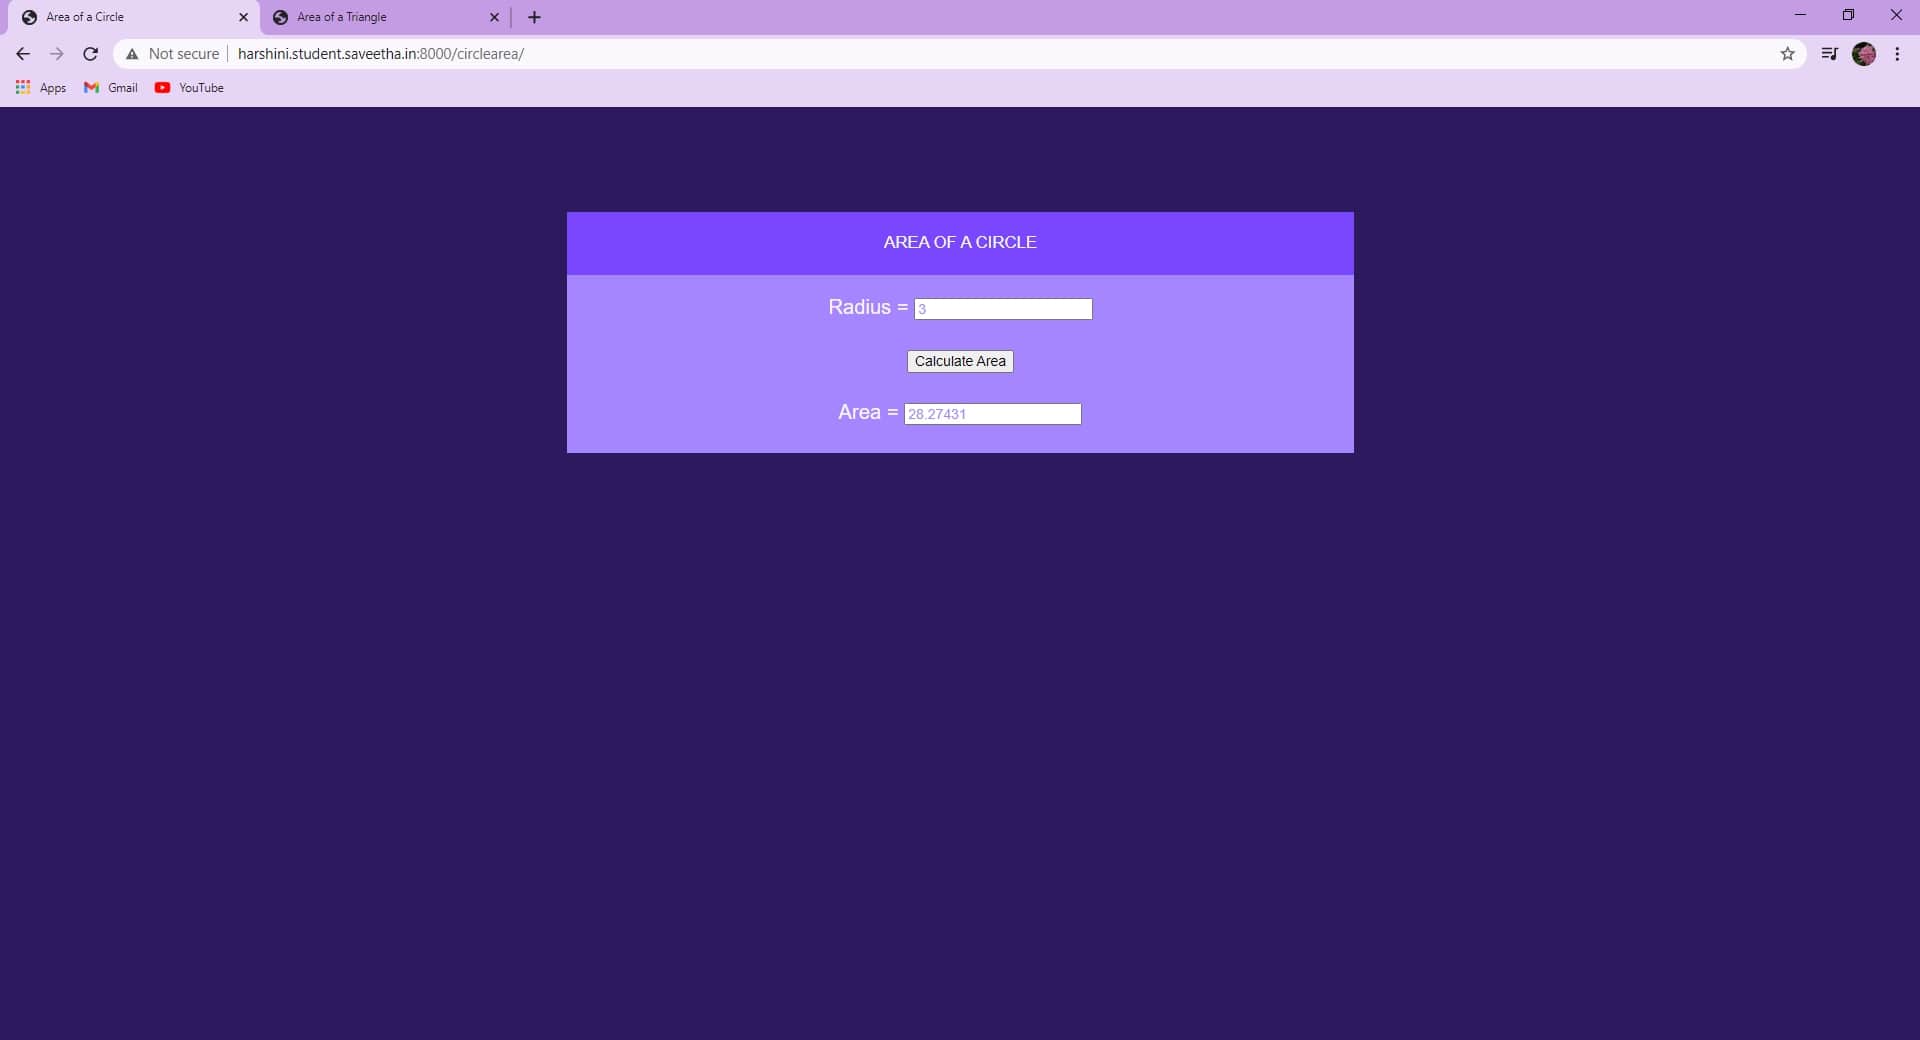 Area of a Circle
Area of a Triangle
Not secure
harshini.student.saveetha.in:8000/circlearea/
Apps
Gmail
YouTube
AREA OF A CIRCLE
Radius = 3
Calculate Area
Area = 28.27431